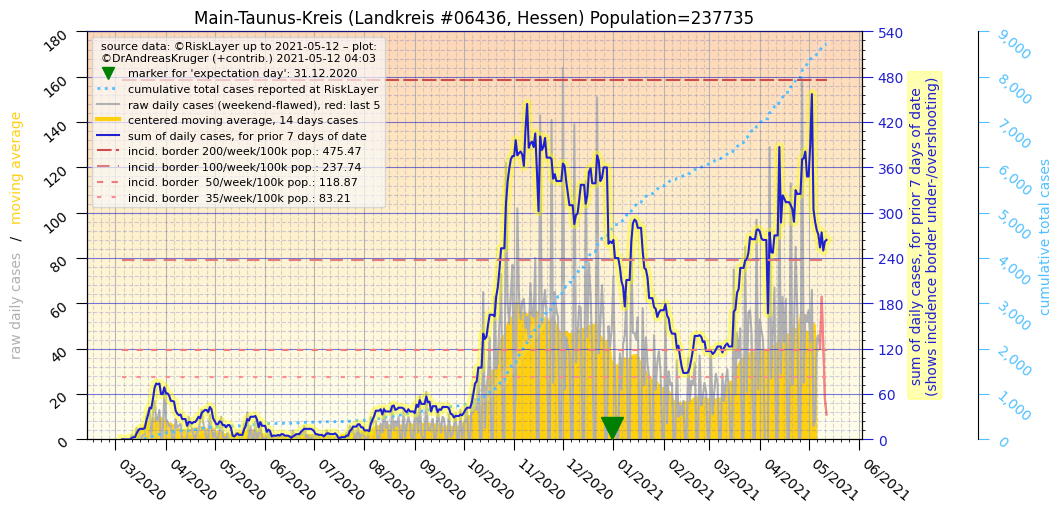 Main-Taunus-Kreis (Landkreis #06436, Hessen) Population=237735
source data: ©RiskLayer up to 2021-05-12 – plot:
©DrAndreasKruger (+contrib.) 2021-05-12 04:03
marker for 'expectation day': 31.12.2020
cumulative total cases reported at RiskLayer
raw daily cases (weekend-flawed), red: last 5
centered moving average, 14 days cases
sum of daily cases, for prior 7 days of date
incid. border 200/week/100k pop.: 475.47
incid. border 100/week/100k pop.: 237.74
incid. border  50/week/100k pop.: 118.87
incid. border  35/week/100k pop.: 83.21
raw daily cases  /  moving average
180
160
140
120
100
80
60
40
20
0
540
480
420
360
300
240
180
120
60
0
sum of daily cases, for prior 7 days of date
(shows incidence border under-/overshooting)
9,000
8,000
7,000
6,000
5,000
4,000
3,000
2,000
1,000
0
cumulative total cases
03/2020
04/2020
05/2020
06/2020
07/2020
08/2020
09/2020
10/2020
11/2020
12/2020
01/2021
02/2021
03/2021
04/2021
05/2021
06/2021